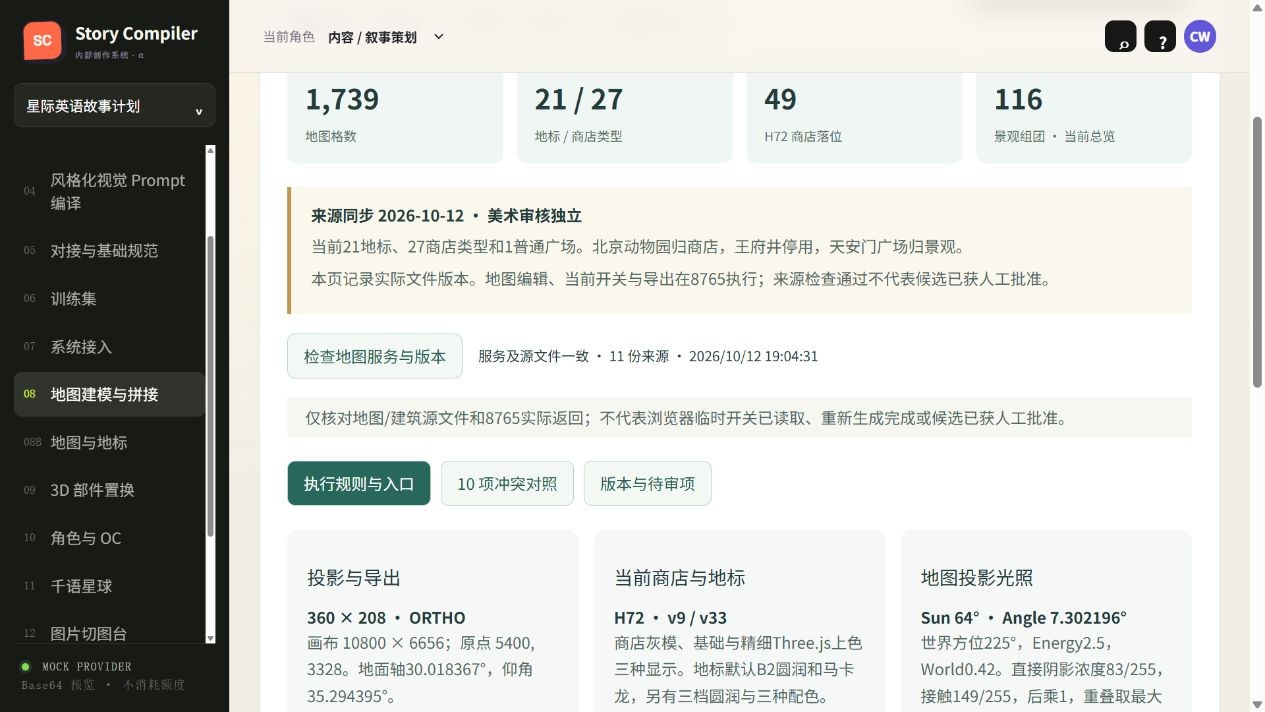 SC
Story Compiler
内部创作系统 · α
星际英语故事计划
04 风格化视觉 Prompt
编译
05 对接与基础规范
06 训练集
07 系统接入
08 地图建模与拼接
08B 地图与地标
09 3D 部件置换
10 角色与 OC
11 千语星球
12 图片切图台
MOCK PROVIDER
Base64 预览 · 不消耗额度
当前角色 内容 / 叙事策划
?
CW
1,739
地图格数
21 / 27
地标 / 商店类型
49
H72 商店落位
116
景观组团 · 当前总览
来源同步 2026-10-12 · 美术审核独立
当前21地标、27商店类型和1普通广场。北京动物园归商店，王府井停用，天安门广场归景观。
本页记录实际文件版本。地图编辑、当前开关与导出在8765执行；来源检查通过不代表候选已获人工批准。
检查地图服务与版本
服务及源文件一致 · 11 份来源 · 2026/10/12 19:04:31
仅核对地图/建筑源文件和8765实际返回；不代表浏览器临时开关已读取、重新生成完成或候选已获人工批准。
执行规则与入口
10 项冲突对照
版本与待审项
投影与导出
360 × 208 · ORTHO
画布 10800 × 6656；原点 5400,
3328。地面轴30.018367°，仰角
35.294395°。
当前商店与地标
H72 · v9 / v33
商店灰模、基础与精细Three.js上色
三种显示。地标默认B2圆润和马卡
龙，另有三档圆润与三种配色。
地图投影光照
Sun 64° · Angle 7.302196°
世界方位225°，Energy2.5，
World0.42。直接阴影浓度83/255，
接触149/255，后乘1，重叠取最大